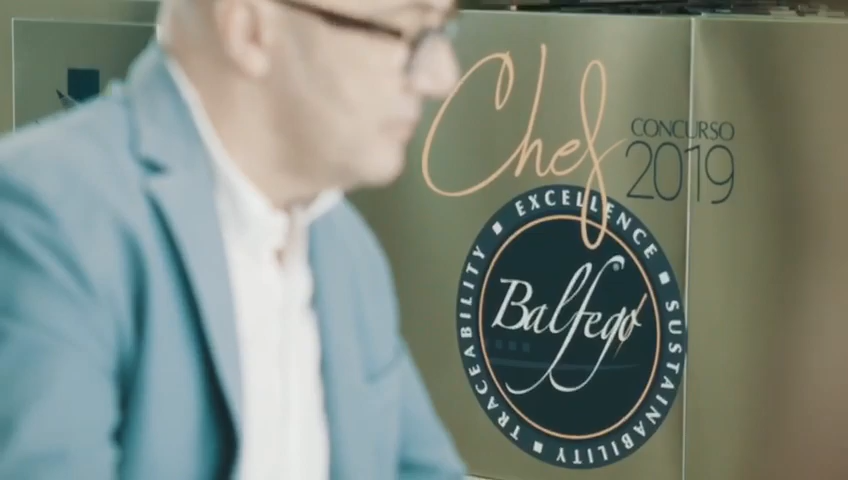 Chef
CONCURSO
2019
EXCELLENCE
SUSTAINABILITY
TRACEABILITY
Balfegó